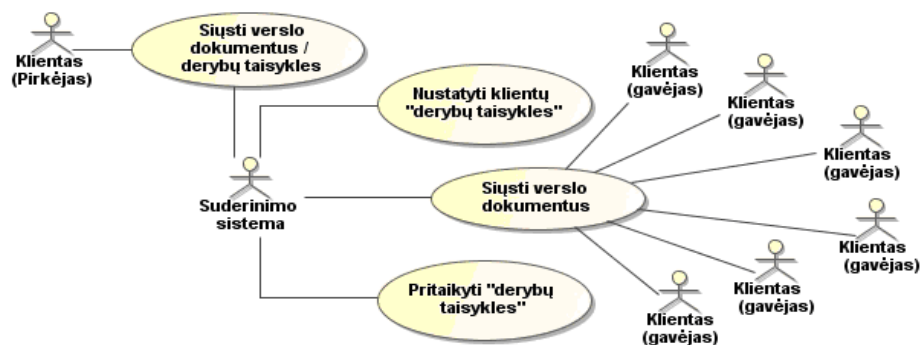 Siųsti verslo
dokumentus /
derybų taisykles
Klientas
(Pirkėjas)
Nustatyti klientų
"derybų taisykles"
Klientas
(gavėjas)
Klientas
(gavėjas)
Klientas
(gavėjas)
Suderinimo
sistema
Siųsti verslo
dokumentus
Klientas
(gavėjas)
Klientas
(gavėjas)
Klientas
(gavėjas)
Pritaikyti "derybų
taisykles"